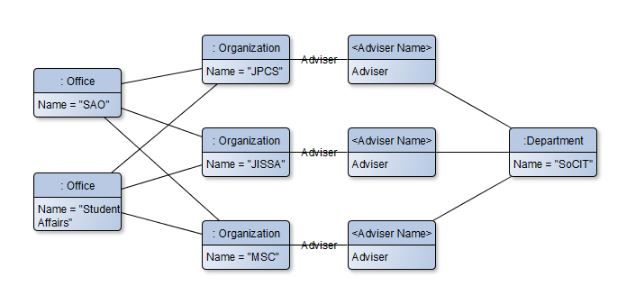 : Office
Name = "SAO"
: Office
Name = "Student
Affairs"
: Organization
Name = "JPCS"
Adviser
<Adviser Name>
Adviser
: Organization
Name = "JISSA"
Adviser
<Adviser Name>
Adviser
: Organization
Name = "MSC"
Adviser
<Adviser Name>
Adviser
:Department
Name = "SoCIT"